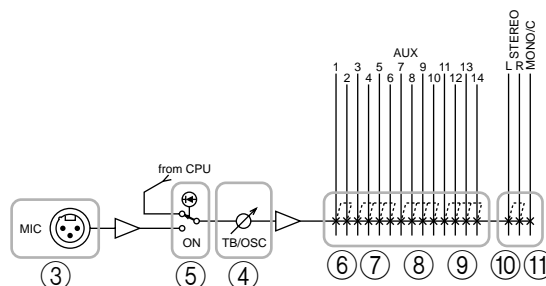 AUX
1 3 5 7 9 11 13
2 4 6 8 10 12 14
STEREO
L R
MONO/C
from CPU
MIC
ON
TB/OSC
③ ⑤ ④ ⑥ ⑦ ⑧ ⑨ ⑩ ⑪